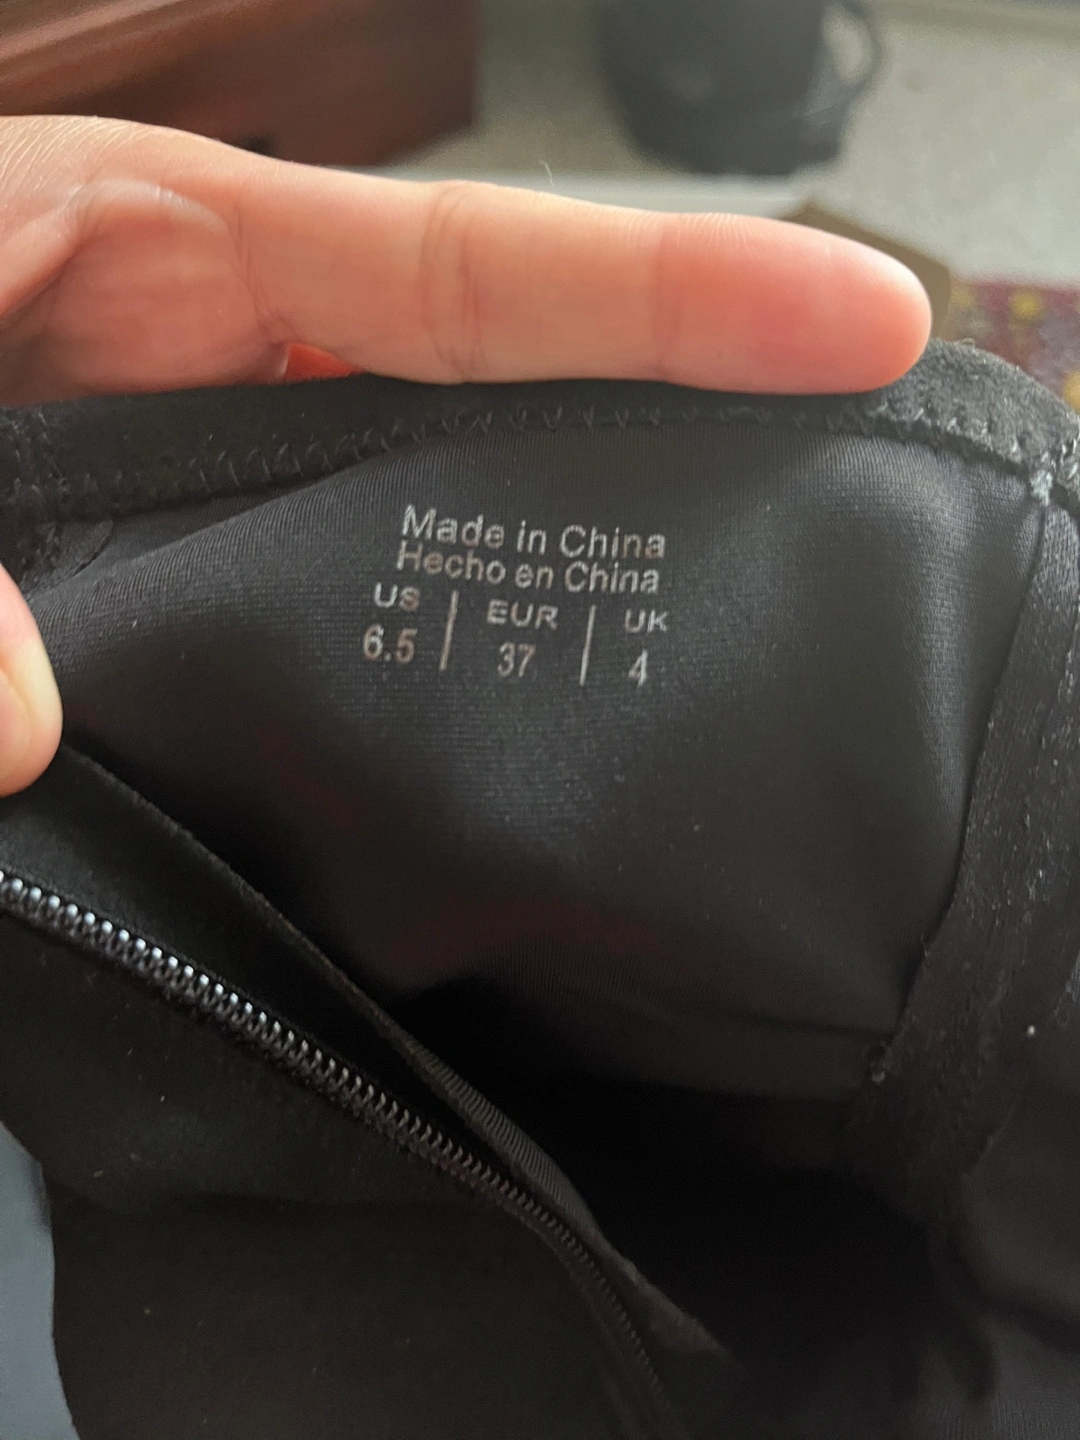 Made in China
Hecho en China
US | EUR | UK
6.5 | 37 | 4